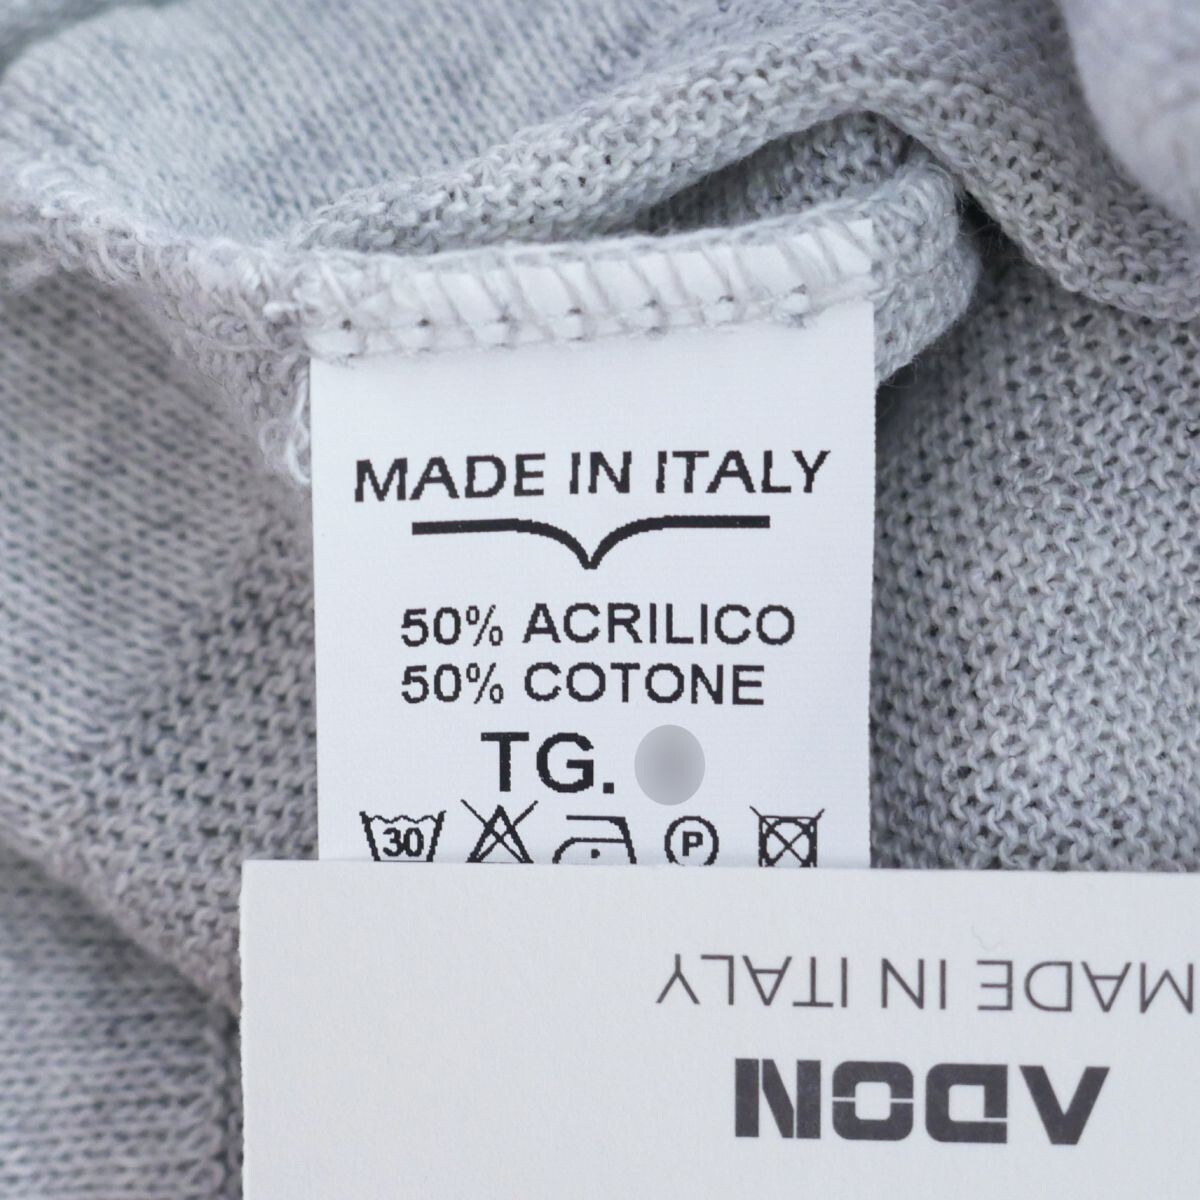 MADE IN ITALY
50% ACRILICO
50% COTONE
TG.
30 P
MADE IN ITALY
ADON